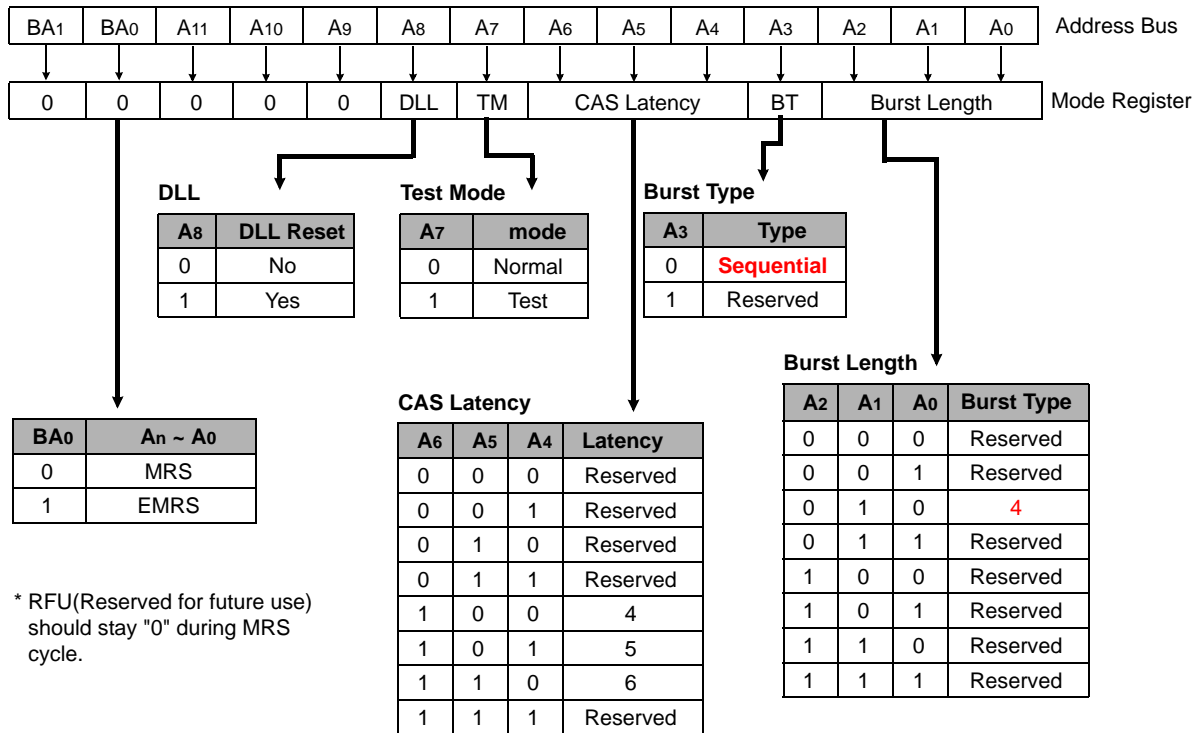 BA1 BA0 A11 A10 A9 A8 A7 A6 A5 A4 A3 A2 A1 A0 Address Bus
0 0 0 0 0 DLL TM CAS Latency BT Burst Length Mode Register
DLL
A8 DLL Reset
0 No
1 Yes
Test Mode
A7 mode
0 Normal
1 Test
Burst Type
A3 Type
0 Sequential
1 Reserved
BA0 An ~ A0
0 MRS
1 EMRS
* RFU(Reserved for future use)
should stay "0" during MRS
cycle.
CAS Latency
A6 A5 A4 Latency
0 0 0 Reserved
0 0 1 Reserved
0 1 0 Reserved
0 1 1 Reserved
1 0 0 4
1 0 1 5
1 1 0 6
1 1 1 Reserved
Burst Length
A2 A1 A0 Burst Type
0 0 0 Reserved
0 0 1 Reserved
0 1 0 4
0 1 1 Reserved
1 0 0 Reserved
1 0 1 Reserved
1 1 0 Reserved
1 1 1 Reserved